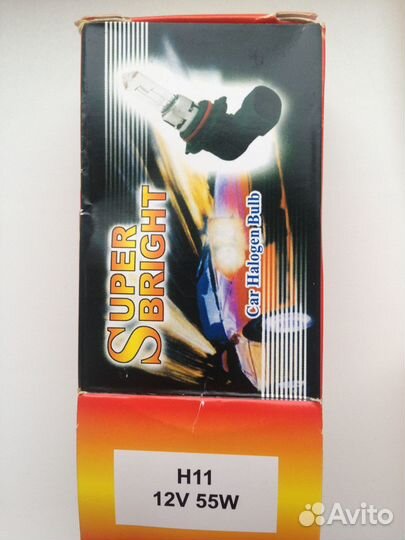 SUPER
BRIGHT
Car Halogen Bulb
H11
12V 55W
Avito